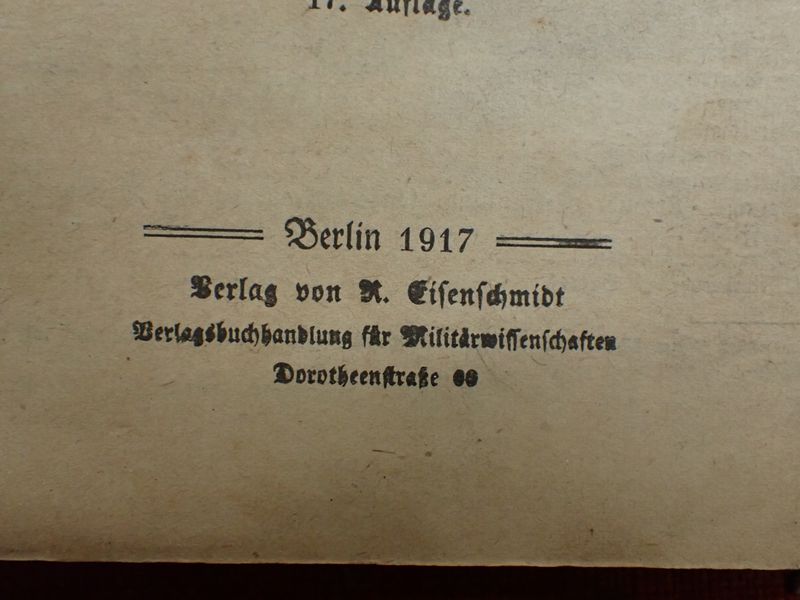 17. Auflage.
Berlin 1917
Verlag von R. Eisenschmidt
Verlagsbuchhandlung für Militärwissenschaften
Dorotheenstraße